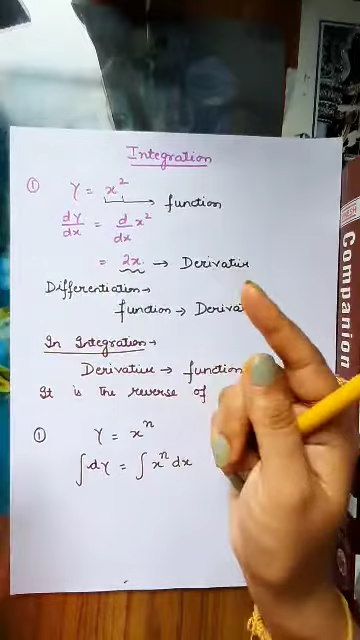 Integration
① Y = x² → function
dY/dx = d/dx x²
= 2x. → Derivative
Differentiation →
function → Deriva
In Integration →
Derivative → function
It is the reverse of
① Y = xⁿ
∫dY = ∫xⁿ dx
Companion